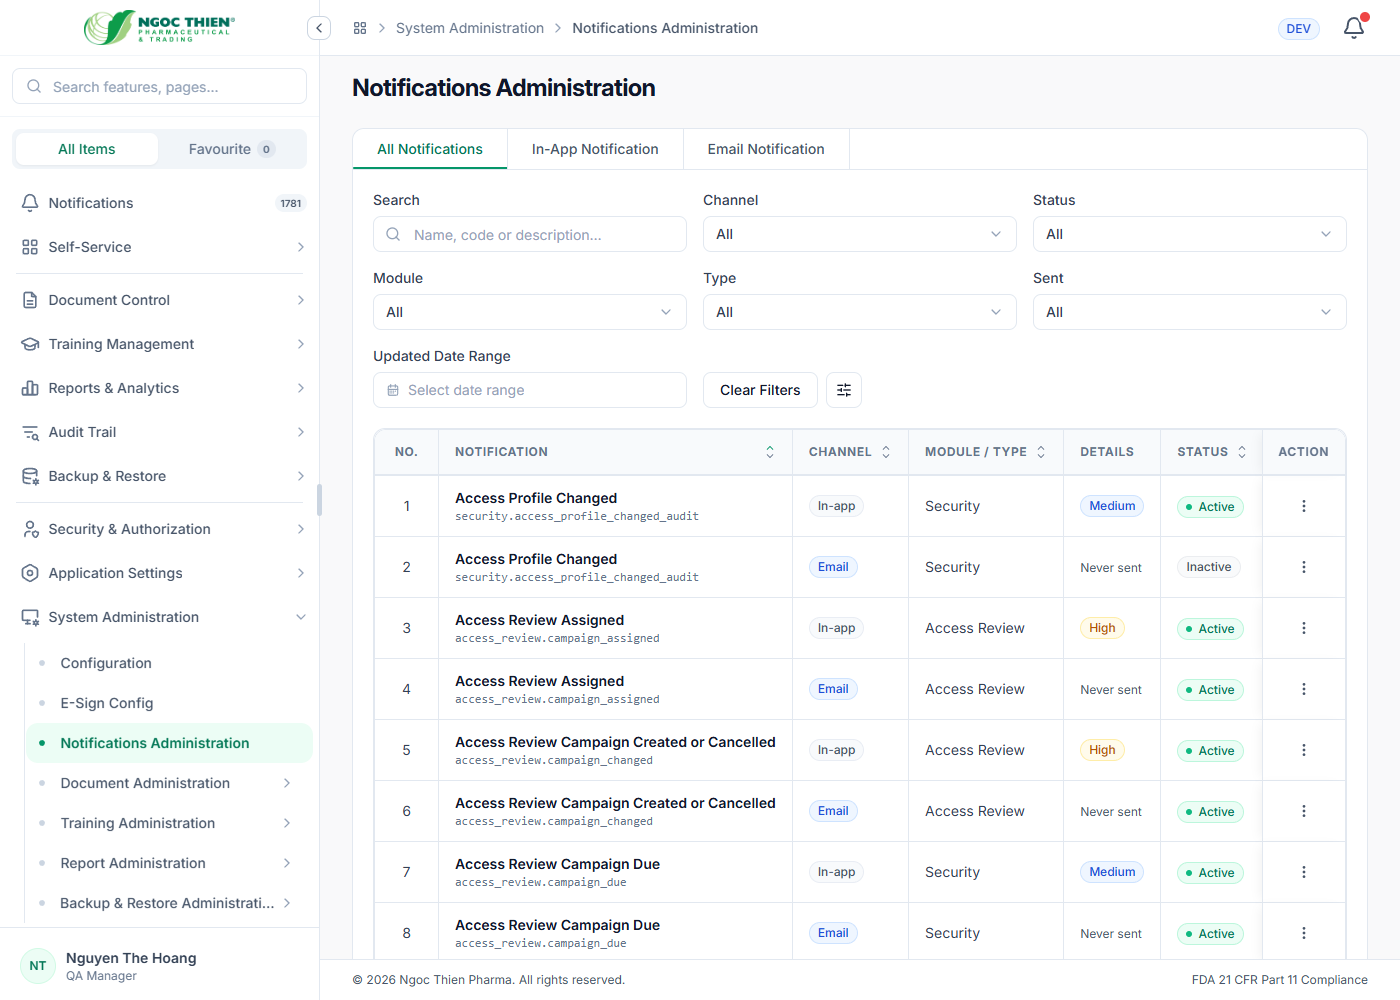 NGOC THIEN®
PHARMACEUTICAL
& TRADING
Search features, pages...
All Items
Favourite 0
Notifications 1781
Self-Service
Document Control
Training Management
Reports & Analytics
Audit Trail
Backup & Restore
Security & Authorization
Application Settings
System Administration
Configuration
E-Sign Config
Notifications Administration
Document Administration
Training Administration
Report Administration
Backup & Restore Administrati...
NT
Nguyen The Hoang
QA Manager
System Administration
Notifications Administration
DEV
Notifications Administration
All Notifications
In-App Notification
Email Notification
Search
Channel
Status
Name, code or description...
All
All
Module
Type
Sent
All
All
All
Updated Date Range
Select date range
Clear Filters
NO. NOTIFICATION CHANNEL MODULE / TYPE DETAILS STATUS ACTION
1 Access Profile Changed In-app Security Medium Active
security.access_profile_changed_audit
2 Access Profile Changed Email Security Never sent Inactive
security.access_profile_changed_audit
3 Access Review Assigned In-app Access Review High Active
access_review.campaign_assigned
4 Access Review Assigned Email Access Review Never sent Active
access_review.campaign_assigned
5 Access Review Campaign Created or Cancelled In-app Access Review High Active
access_review.campaign_changed
6 Access Review Campaign Created or Cancelled Email Access Review Never sent Active
access_review.campaign_changed
7 Access Review Campaign Due In-app Security Medium Active
access_review.campaign_due
8 Access Review Campaign Due Email Security Never sent Active
access_review.campaign_due
© 2026 Ngoc Thien Pharma. All rights reserved.
FDA 21 CFR Part 11 Compliance